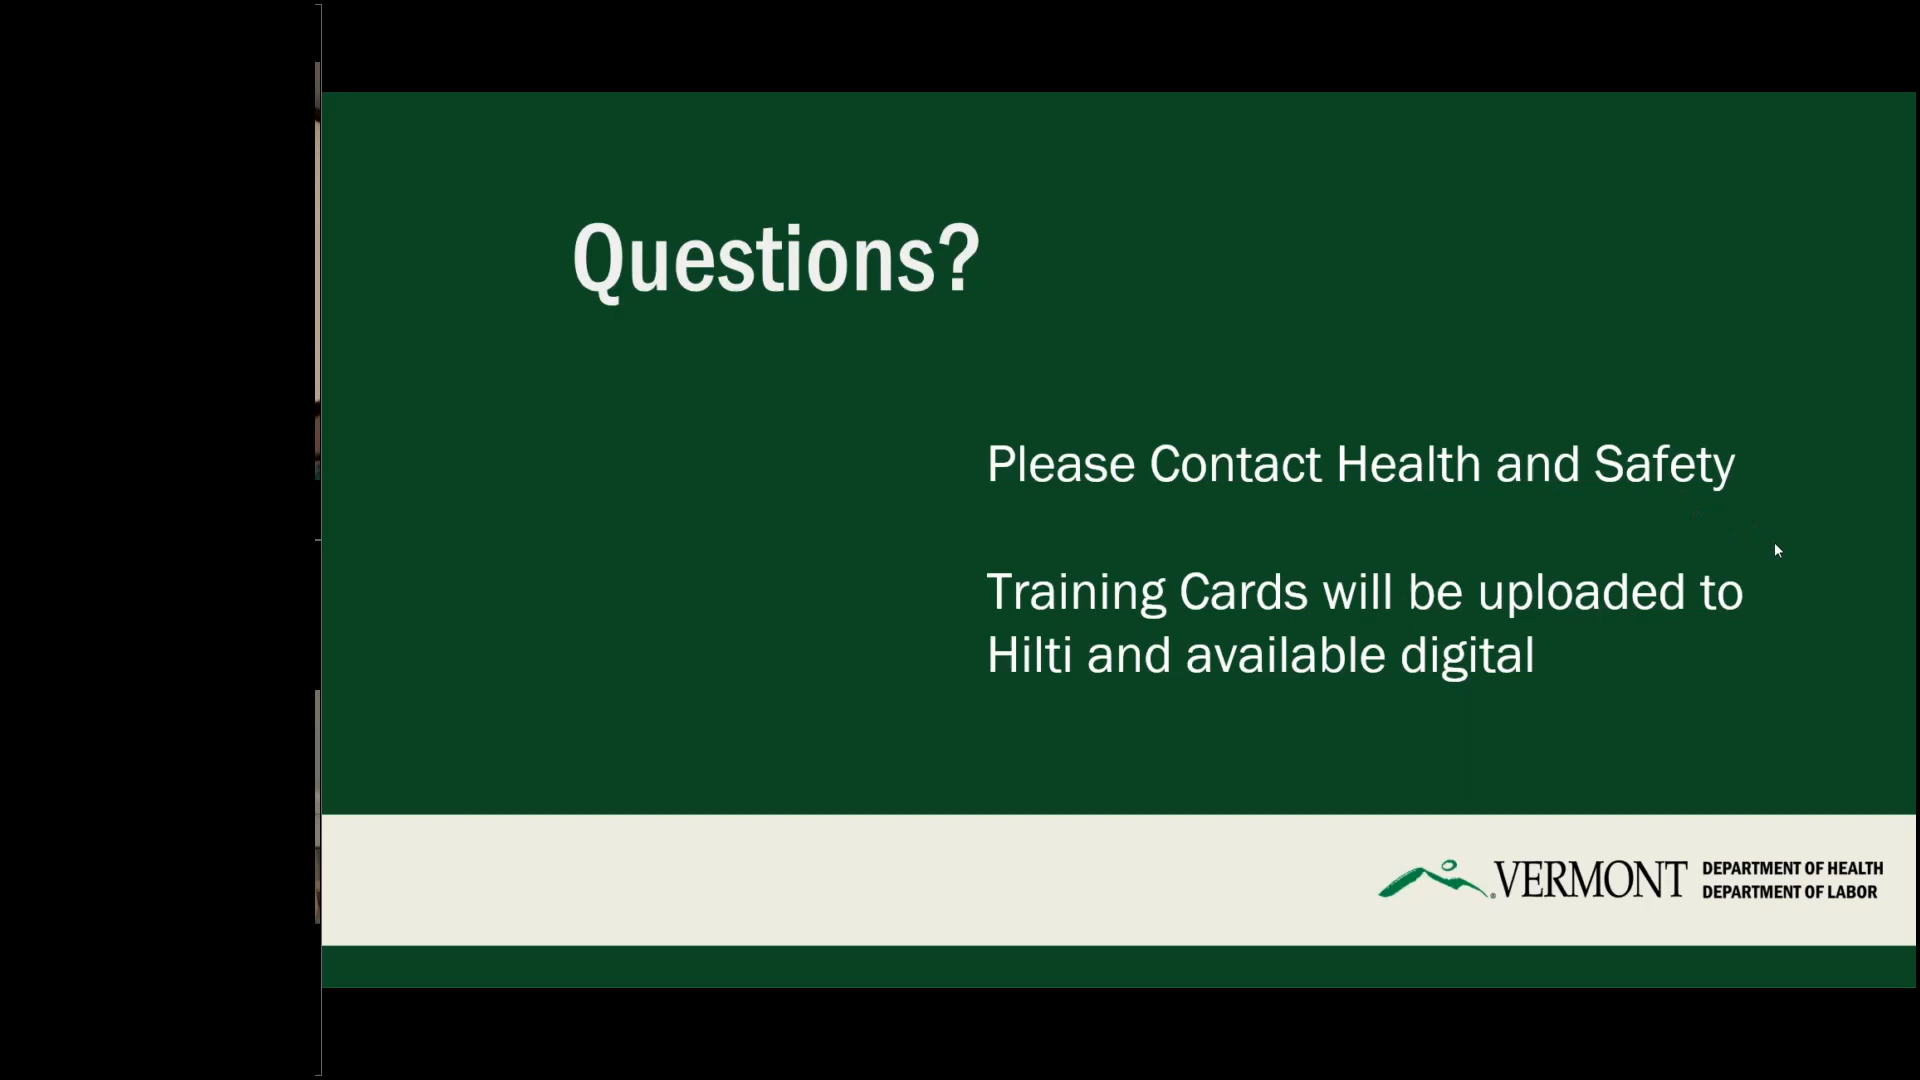 Questions?
Please Contact Health and Safety
Training Cards will be uploaded to
Hilti and available digital
VERMONT
DEPARTMENT OF HEALTH
DEPARTMENT OF LABOR